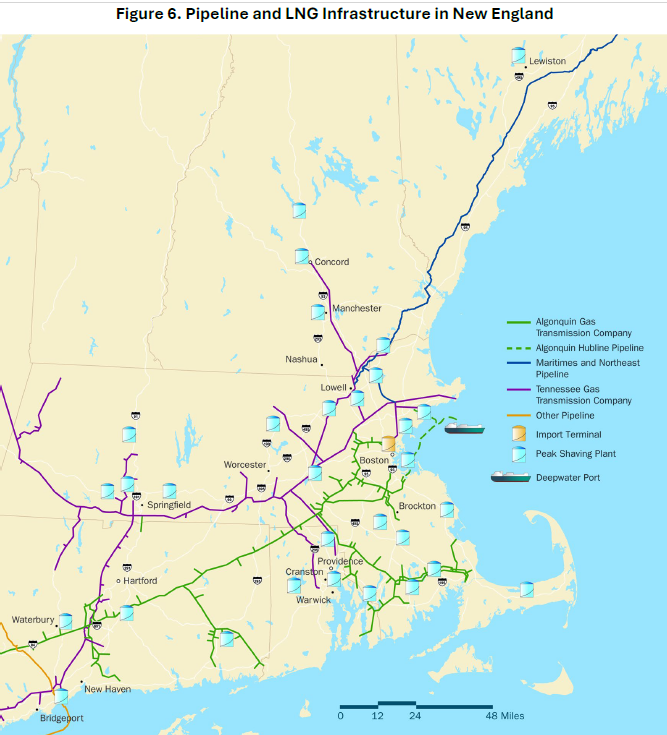 Figure 6. Pipeline and LNG Infrastructure in New England
Lewiston
Concord
Manchester
Nashua
Lowell
Algonquin Gas
Transmission Company
Algonquin Hubline Pipeline
Maritimes and Northeast
Pipeline
Tennessee Gas
Transmission Company
Other Pipeline
Import Terminal
Peak Shaving Plant
Deepwater Port
Boston
Worcester
Springfield
Brockton
Providence
Cranston
Hartford
Warwick
Waterbury
New Haven
Bridgeport
0 12 24 48 Miles